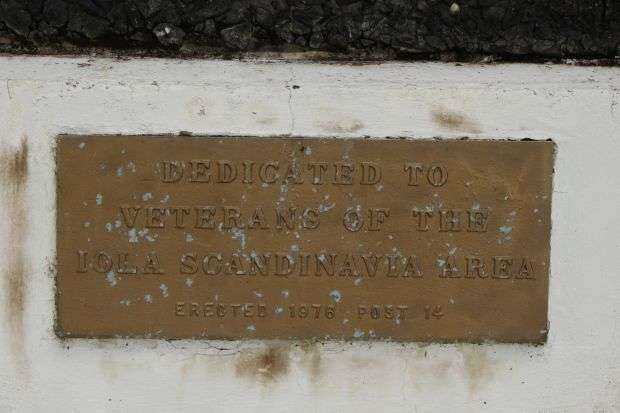 DEDICATED TO
VETERANS OF THE
IOLA SCANDINAVIA AREA
ERECTED 1976 POST 14